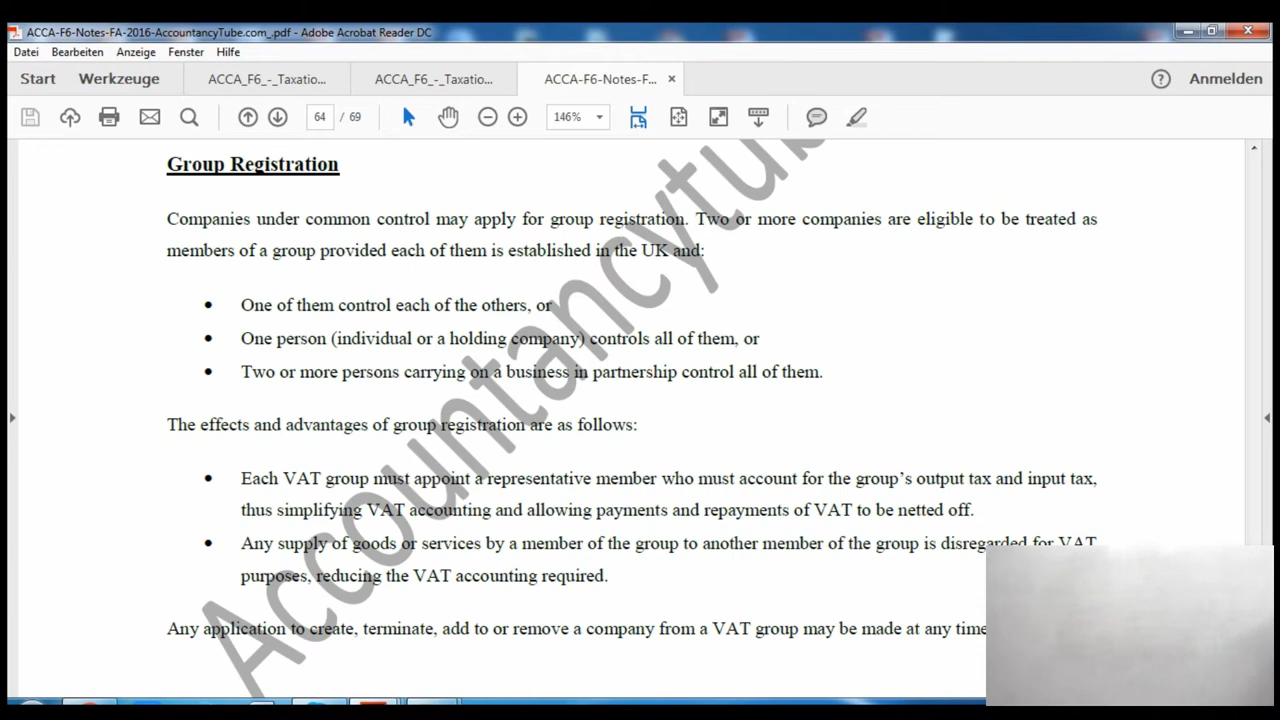 ACCA-F6-Notes-FA-2016-AccountancyTube.com_.pdf - Adobe Acrobat Reader DC
Datei Bearbeiten Anzeige Fenster Hilfe
Start Werkzeuge ACCA_F6_-_Taxatio... ACCA_F6_-_Taxatio... ACCA-F6-Notes-F... × ? Anmelden
64 / 69 146%
Group Registration
Companies under common control may apply for group registration. Two or more companies are eligible to be treated as
members of a group provided each of them is established in the UK and:
• One of them control each of the others, or
• One person (individual or a holding company) controls all of them, or
• Two or more persons carrying on a business in partnership control all of them.
The effects and advantages of group registration are as follows:
• Each VAT group must appoint a representative member who must account for the group's output tax and input tax,
thus simplifying VAT accounting and allowing payments and repayments of VAT to be netted off.
• Any supply of goods or services by a member of the group to another member of the group is disregarded for VAT
purposes, reducing the VAT accounting required.
Any application to create, terminate, add to or remove a company from a VAT group may be made at any time
Accountancytub